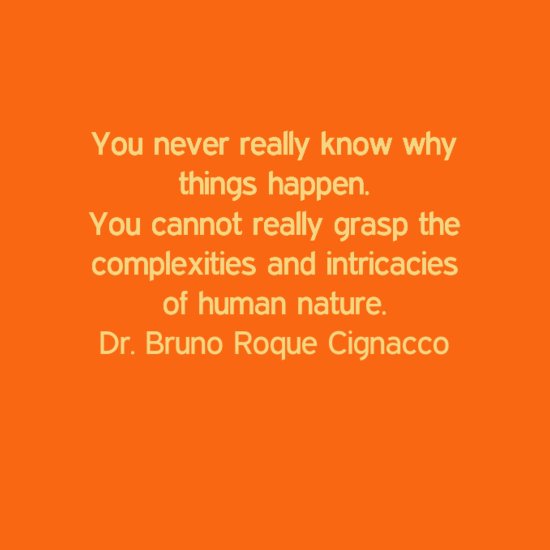 You never really know why
things happen.
You cannot really grasp the
complexities and intricacies
of human nature.
Dr. Bruno Roque Cignacco